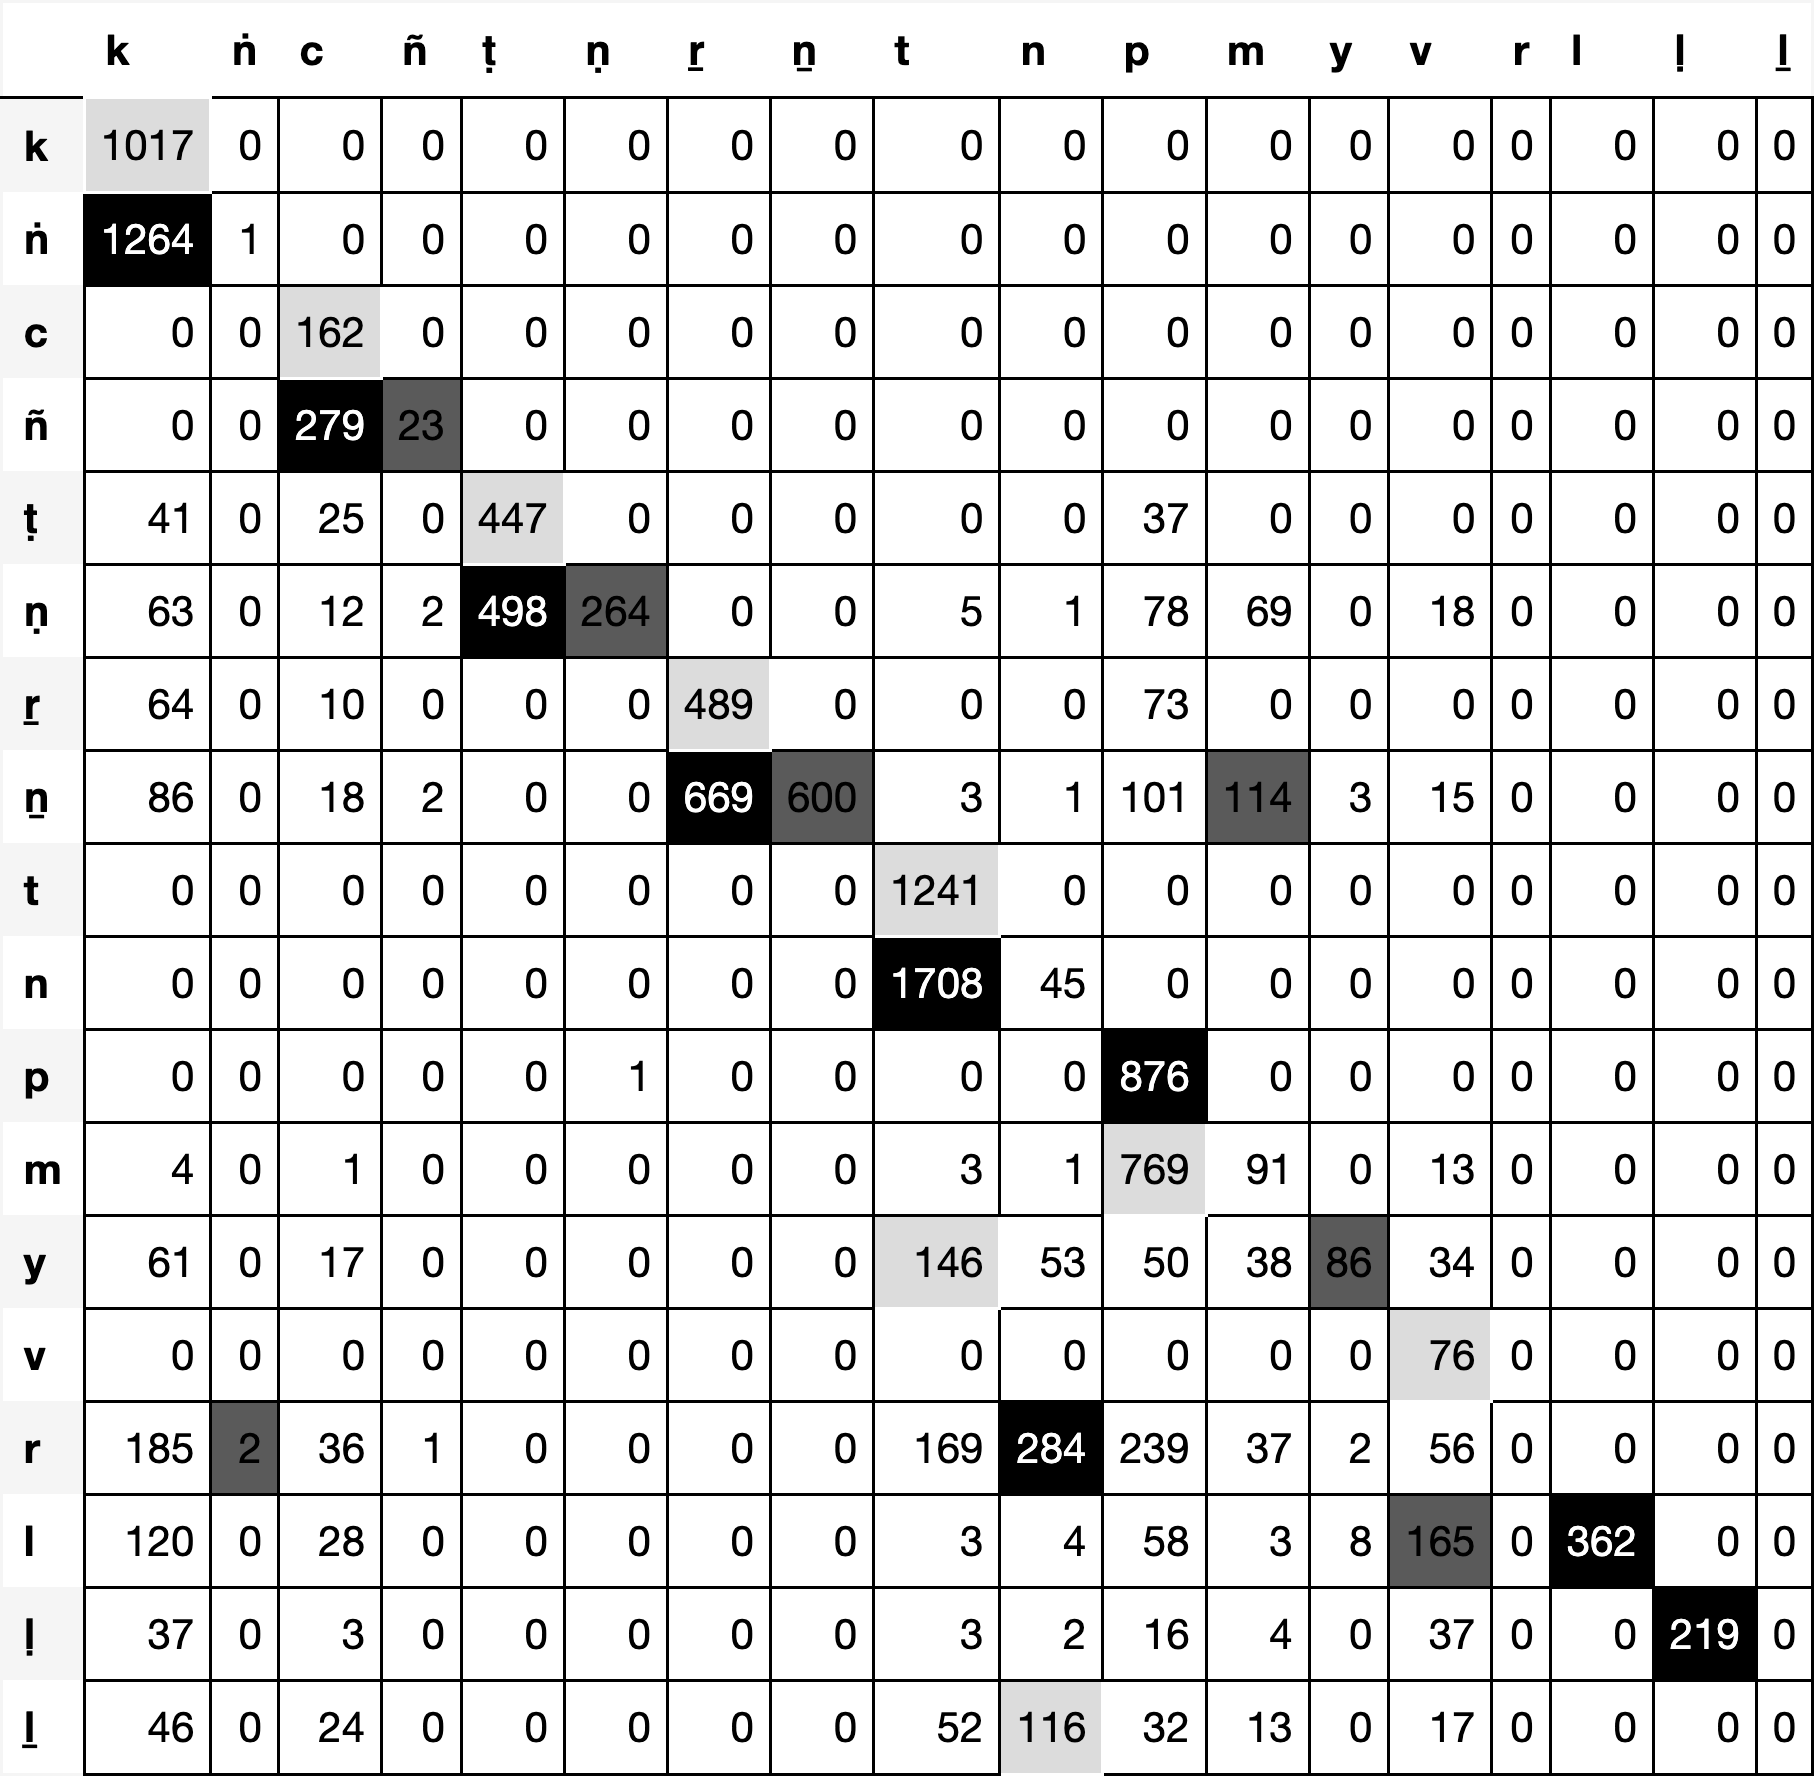 k ṅ c ñ ṭ ṇ ṟ ṉ t n p m y v r l ḷ ḻ
k 1017 0 0 0 0 0 0 0 0 0 0 0 0 0 0 0 0 0
ṅ 1264 1 0 0 0 0 0 0 0 0 0 0 0 0 0 0 0 0
c 0 0 162 0 0 0 0 0 0 0 0 0 0 0 0 0 0 0
ñ 0 0 279 23 0 0 0 0 0 0 0 0 0 0 0 0 0 0
ṭ 41 0 25 0 447 0 0 0 0 0 37 0 0 0 0 0 0 0
ṇ 63 0 12 2 498 264 0 0 5 1 78 69 0 18 0 0 0 0
ṟ 64 0 10 0 0 0 489 0 0 0 73 0 0 0 0 0 0 0
ṉ 86 0 18 2 0 0 669 600 3 1 101 114 3 15 0 0 0 0
t 0 0 0 0 0 0 0 0 1241 0 0 0 0 0 0 0 0 0
n 0 0 0 0 0 0 0 0 1708 45 0 0 0 0 0 0 0 0
p 0 0 0 0 0 1 0 0 0 0 876 0 0 0 0 0 0 0
m 4 0 1 0 0 0 0 0 3 1 769 91 0 13 0 0 0 0
y 61 0 17 0 0 0 0 0 146 53 50 38 86 34 0 0 0 0
v 0 0 0 0 0 0 0 0 0 0 0 0 0 76 0 0 0 0
r 185 2 36 1 0 0 0 0 169 284 239 37 2 56 0 0 0 0
l 120 0 28 0 0 0 0 0 3 4 58 3 8 165 0 362 0 0
ḷ 37 0 3 0 0 0 0 0 3 2 16 4 0 37 0 0 219 0
ḻ 46 0 24 0 0 0 0 0 52 116 32 13 0 17 0 0 0 0